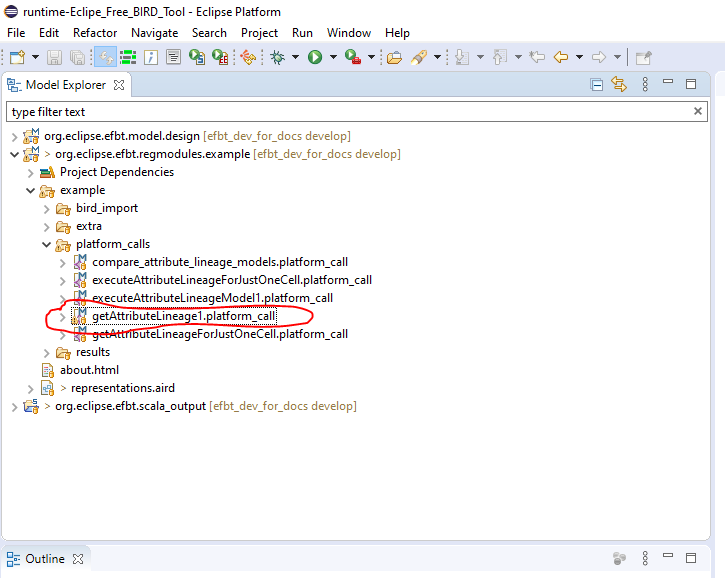 runtime-Eclipe_Free_BIRD_Tool - Eclipse Platform
File Edit Refactor Navigate Search Project Run Window Help
Model Explorer
type filter text
org.eclipse.efbt.model.design [efbt_dev_for_docs develop]
> org.eclipse.efbt.regmodules.example [efbt_dev_for_docs develop]
Project Dependencies
example
bird_import
extra
platform_calls
compare_attribute_lineage_models.platform_call
executeAttributeLineageForJustOneCell.platform_call
executeAttributeLineageModel1.platform_call
getAttributeLineage1.platform_call
getAttributeLineageForJustOneCell.platform_call
results
about.html
> representations.aird
> org.eclipse.efbt.scala_output [efbt_dev_for_docs develop]
Outline